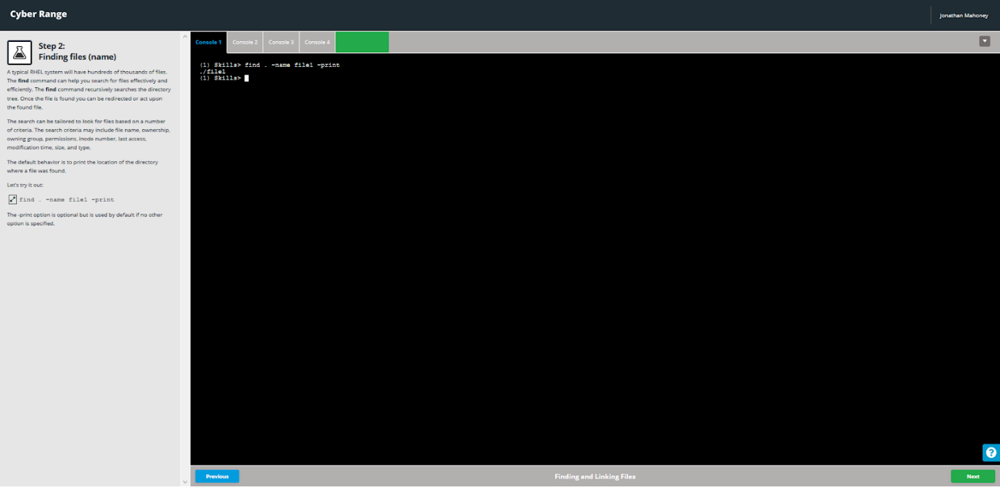 Cyber Range
Jonathan Mahoney
Step 2:
Finding files (name)
A typical RHEL system will have hundreds of thousands of files.
The find command can help you search for files effectively and
efficiently. The find command recursively searches the directory
tree. Once the file is found you can be redirected or act upon
the found file.
The search can be tailored to look for files based on a number
of criteria. The search criteria may include file name, ownership,
owning group, permissions, inode number, last access,
modification time, size, and type.
The default behavior is to print the location of the directory
where a file was found.
Let's try it out:
find . -name file1 -print
The -print option is optional but is used by default if no other
option is specified.
Console 1
Console 2
Console 3
Console 4
(1) Skills> find . -name file1 -print
./file1
(1) Skills>
?
Previous
Finding and Linking Files
Next